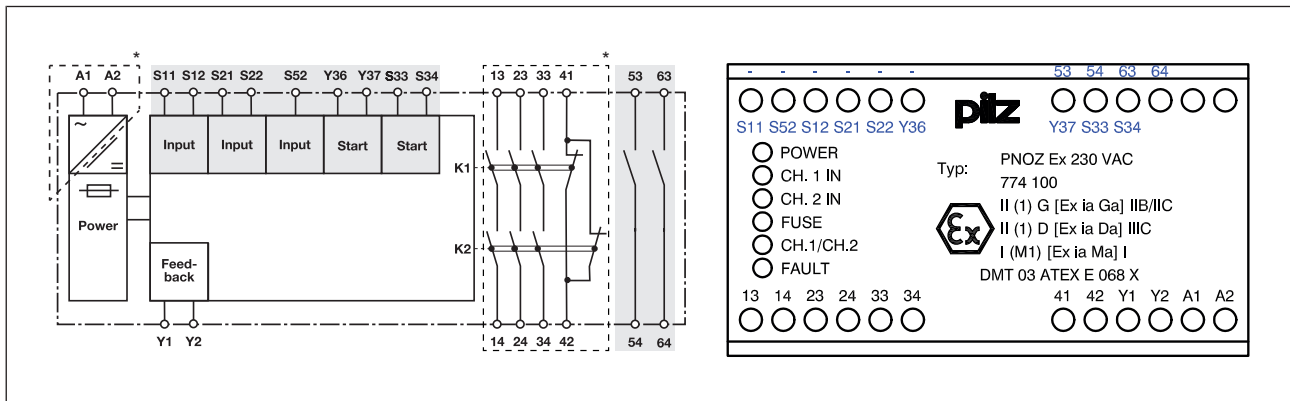 * *
A1 A2 S11 S12 S21 S22 S52 Y36 Y37 S33 S34 13 23 33 41 53 63
~
=
Input Input Input Start Start
K1
Power
K2
Feed-
back
Y1 Y2 14 24 34 42 54 64
- - - - - - 53 54 63 64
pilz
S11 S52 S12 S21 S22 Y36 Y37 S33 S34
POWER
CH. 1 IN
CH. 2 IN
FUSE
CH.1/CH.2
FAULT
Typ: PNOZ Ex 230 VAC
774 100
Ex
II (1) G [Ex ia Ga] IIB/IIC
II (1) D [Ex ia Da] IIIC
I (M1) [Ex ia Ma] I
DMT 03 ATEX E 068 X
13 14 23 24 33 34 41 42 Y1 Y2 A1 A2